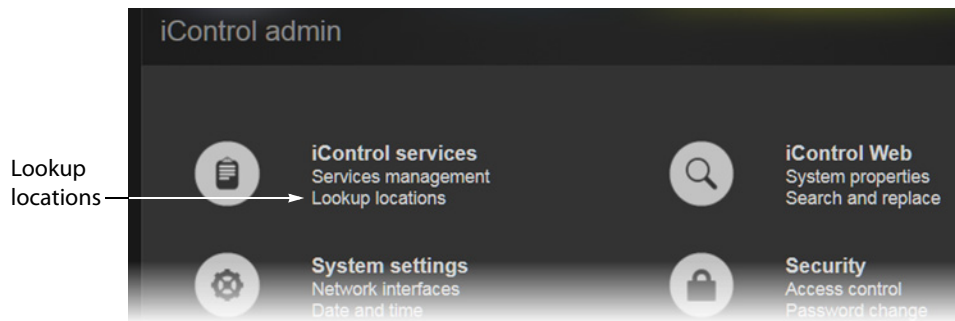 iControl admin
Lookup
locations
iControl services
Services management
Lookup locations
iControl Web
System properties
Search and replace
System settings
Network interfaces
Date and time
Security
Access control
Password change